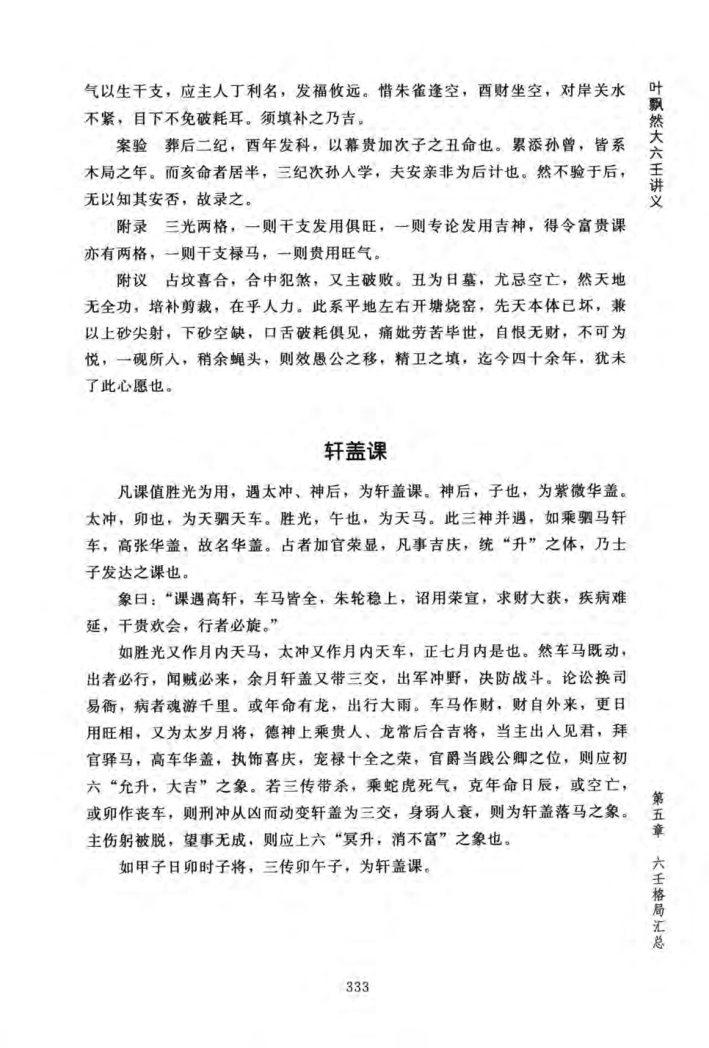 气以生干支，应主人丁利名，发福攸远。惜朱雀逢空，酉财坐空，对岸关水
不紧，目下不免破耗耳。须填补之乃吉。
案验　葬后二纪，酉年发科，以幕贵加次子之丑命也。累添孙曾，皆系
木局之年。而亥命者居半，三纪次孙入学，夫安亲非为后计也。然不验于后，
无以知其安否，故录之。
附录　三光两格，一则干支发用俱旺，一则专论发用吉神，得令富贵课
亦有两格，一则干支禄马，一则贵用旺气。
附议　占坟喜合，合中犯煞，又主破败。丑为日墓，尤忌空亡，然天地
无全功，培补剪裁，在乎人力。此系平地左右开塘烧窑，先天本体已坏，兼
以上砂尖射，下砂空缺，口舌破耗俱见，痛妣劳苦毕世，自恨无财，不可为
悦，一砚所入，稍余蝇头，则效愚公之移，精卫之填，迄今四十余年，犹未
了此心愿也。
轩盖课
凡课值胜光为用，遇太冲、神后，为轩盖课。神后，子也，为紫微华盖。
太冲，卯也，为天驷天车。胜光，午也，为天马。此三神并遇，如乘驷马轩
车，高张华盖，故名华盖。占者加官荣显，凡事吉庆，统“升”之体，乃士
子发达之课也。
象曰：“课遇高轩，车马皆全，朱轮稳上，诏用荣宣，求财大获，疾病难
延，干贵欢会，行者必旋。”
如胜光又作月内天马，太冲又作月内天车，正七月内是也。然车马既动，
出者必行，闻贼必来，余月轩盖又带三交，出军冲野，决防战斗。论讼换司
易衙，病者魂游千里。或年命有龙，出行大雨。车马作财，财自外来，更日
用旺相，又为太岁月将，德神上乘贵人、龙常后合吉将，当主出入见君，拜
官驿马，高车华盖，执饰喜庆，宠禄十全之荣，官爵当践公卿之位，则应初
六“允升，大吉”之象。若三传带杀，乘蛇虎死气，克年命日辰，或空亡，
或卯作丧车，则刑冲从凶而动变轩盖为三交，身弱人衰，则为轩盖落马之象。
主伤躬被脱，望事无成，则应上六“冥升，消不富”之象也。
如甲子日卯时子将，三传卯午子，为轩盖课。
叶飘然大六壬讲义
第五章·六壬格局汇总
333